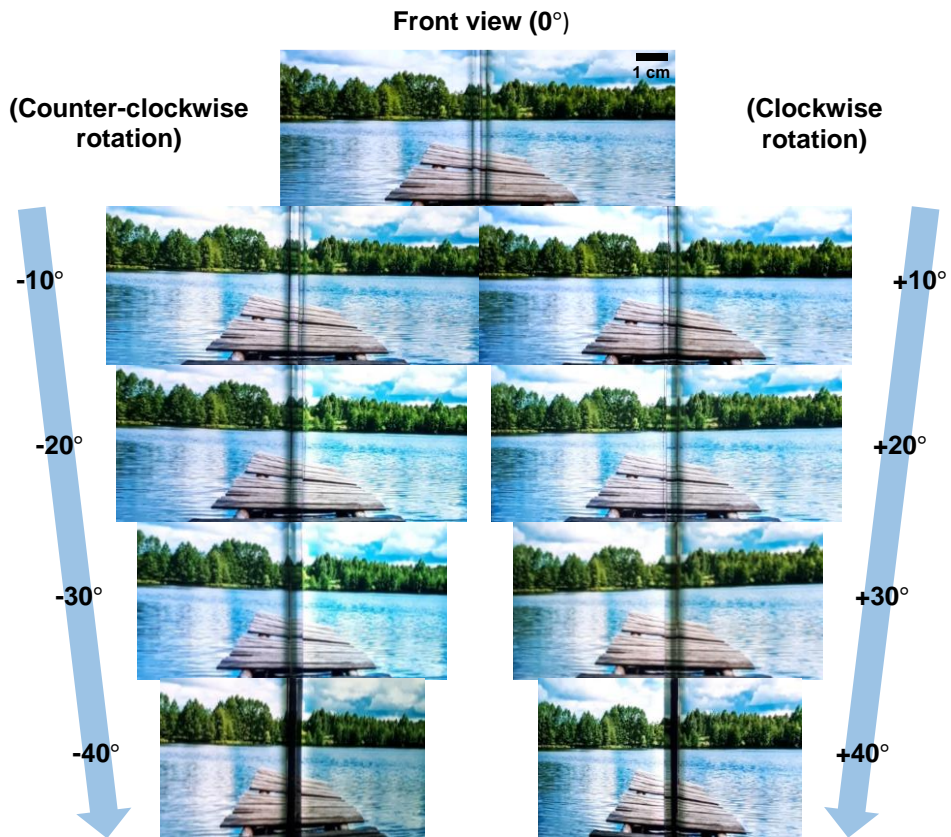 Front view (0°)
1 cm
(Counter-clockwise
rotation)
(Clockwise
rotation)
-10°
+10°
-20°
+20°
-30°
+30°
-40°
+40°